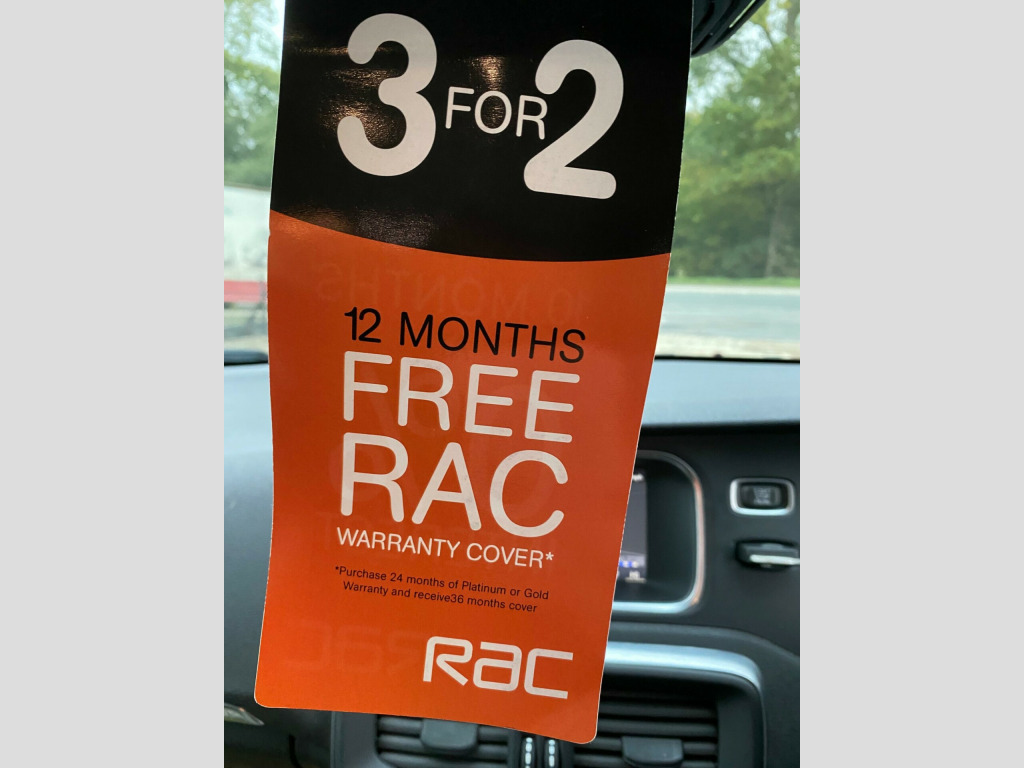 3 FOR 2
12 MONTHS
FREE
RAC
WARRANTY COVER*
*Purchase 24 months of Platinum or Gold
Warranty and receive36 months cover
RAC